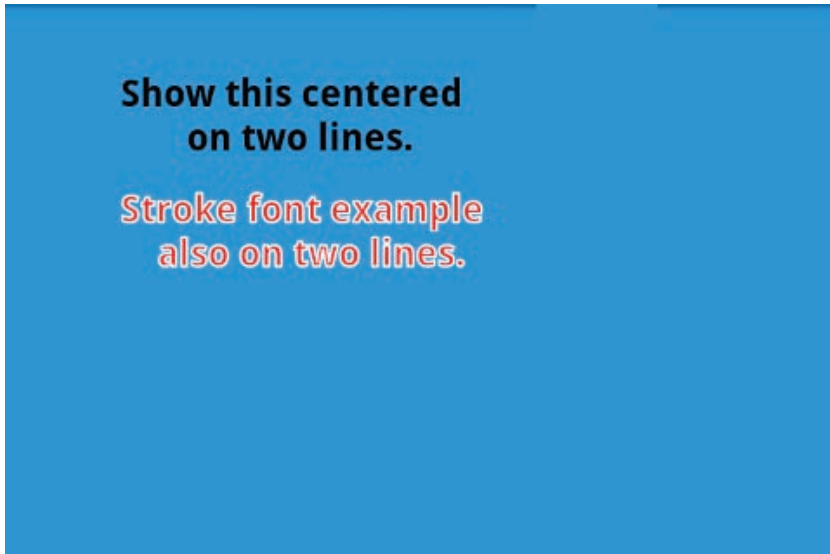 Show this centered
on two lines.
Stroke font example
also on two lines.